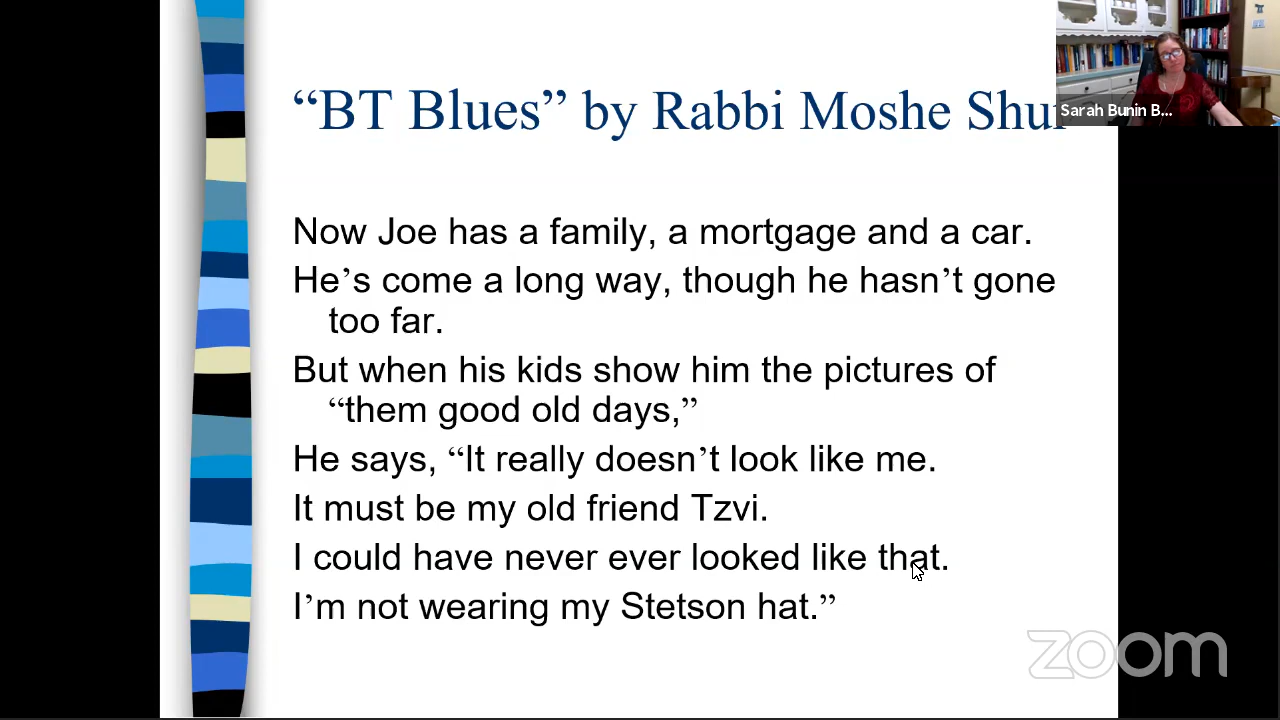 "BT Blues" by Rabbi Moshe Shur
Sarah Bunin B...
Now Joe has a family, a mortgage and a car.
He's come a long way, though he hasn't gone
too far.
But when his kids show him the pictures of
"them good old days,"
He says, "It really doesn't look like me.
It must be my old friend Tzvi.
I could have never ever looked like that.
I'm not wearing my Stetson hat."
zoom